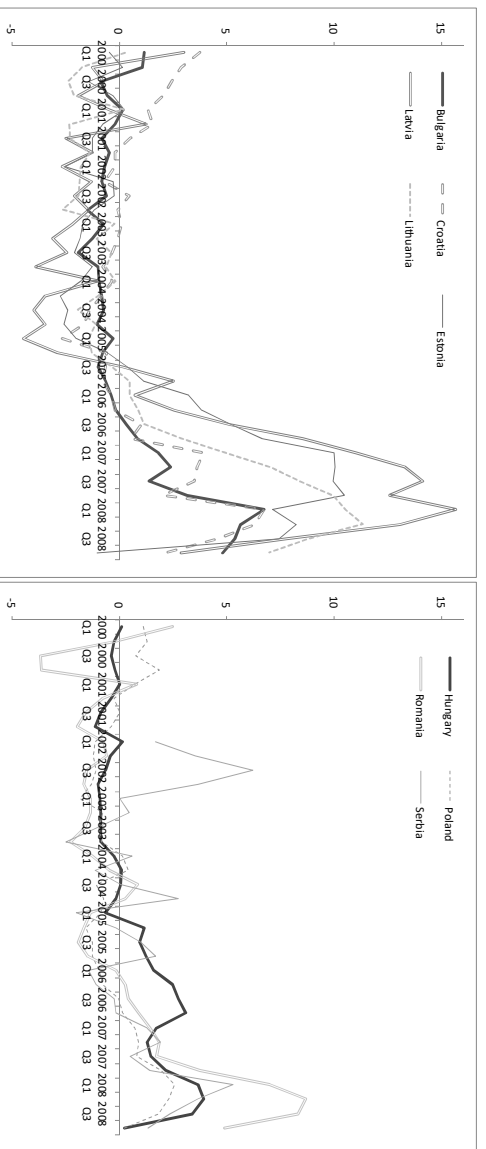 15
Bulgaria Croatia Estonia
Latvia Lithuania
10
5
0
2000 2000 2001 2001 2002 2002 2003 2003 2004 2004 2005 2005 2006 2006 2007 2007 2008 2008
Q1 Q3 Q1 Q3 Q1 Q3 Q1 Q3 Q1 Q3 Q1 Q3 Q1 Q3 Q1 Q3 Q1 Q3
-5
15
Hungary Poland
Romania Serbia
10
5
0
2000 2000 2001 2001 2002 2002 2003 2003 2004 2004 2005 2005 2006 2006 2007 2007 2008 2008
Q1 Q3 Q1 Q3 Q1 Q3 Q1 Q3 Q1 Q3 Q1 Q3 Q1 Q3 Q1 Q3 Q1 Q3
-5